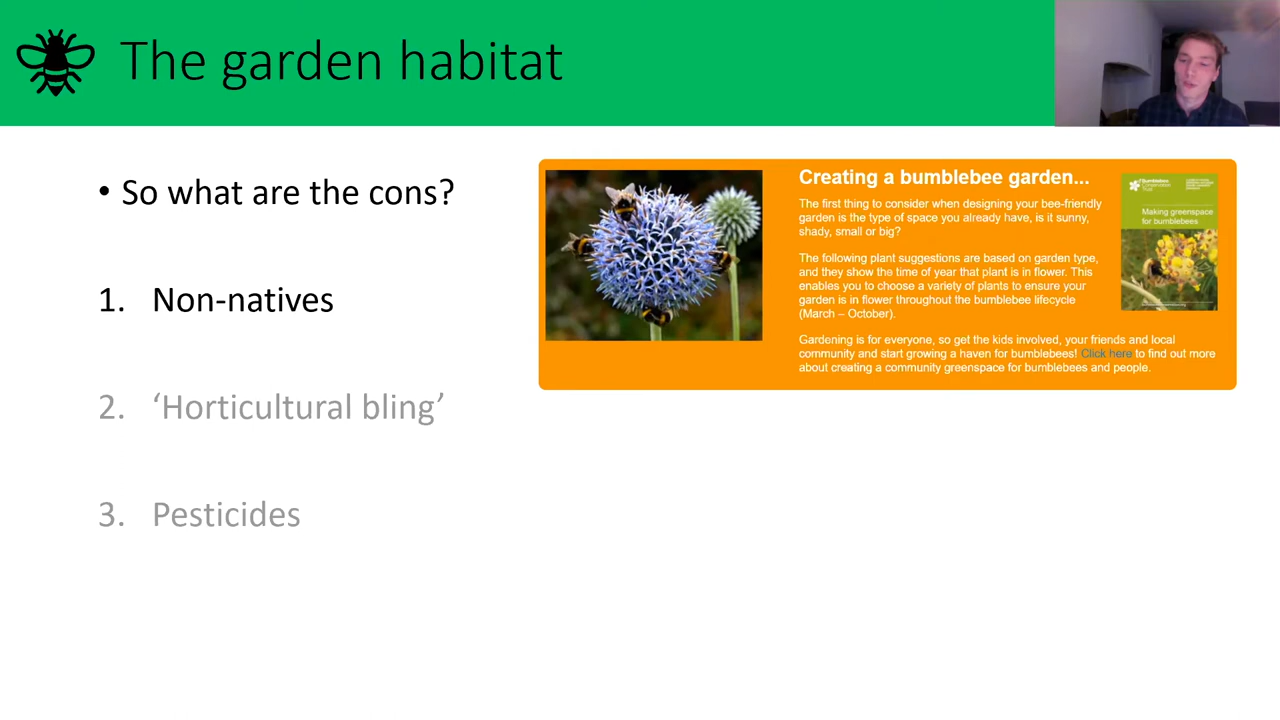 The garden habitat
• So what are the cons?
1. Non-natives
2. ‘Horticultural bling’
3. Pesticides
Creating a bumblebee garden...
The first thing to consider when designing your bee-friendly
garden is the type of space you already have, is it sunny,
shady, small or big?
The following plant suggestions are based on garden type,
and they show the time of year that plant is in flower. This
enables you to choose a variety of plants to ensure your
garden is in flower throughout the bumblebee lifecycle
(March – October).
Gardening is for everyone, so get the kids involved, your friends and local
community and start growing a haven for bumblebees! Click here to find out more
about creating a community greenspace for bumblebees and people.
Bumblebee
Conservation
Trust
Making greenspace
for bumblebees